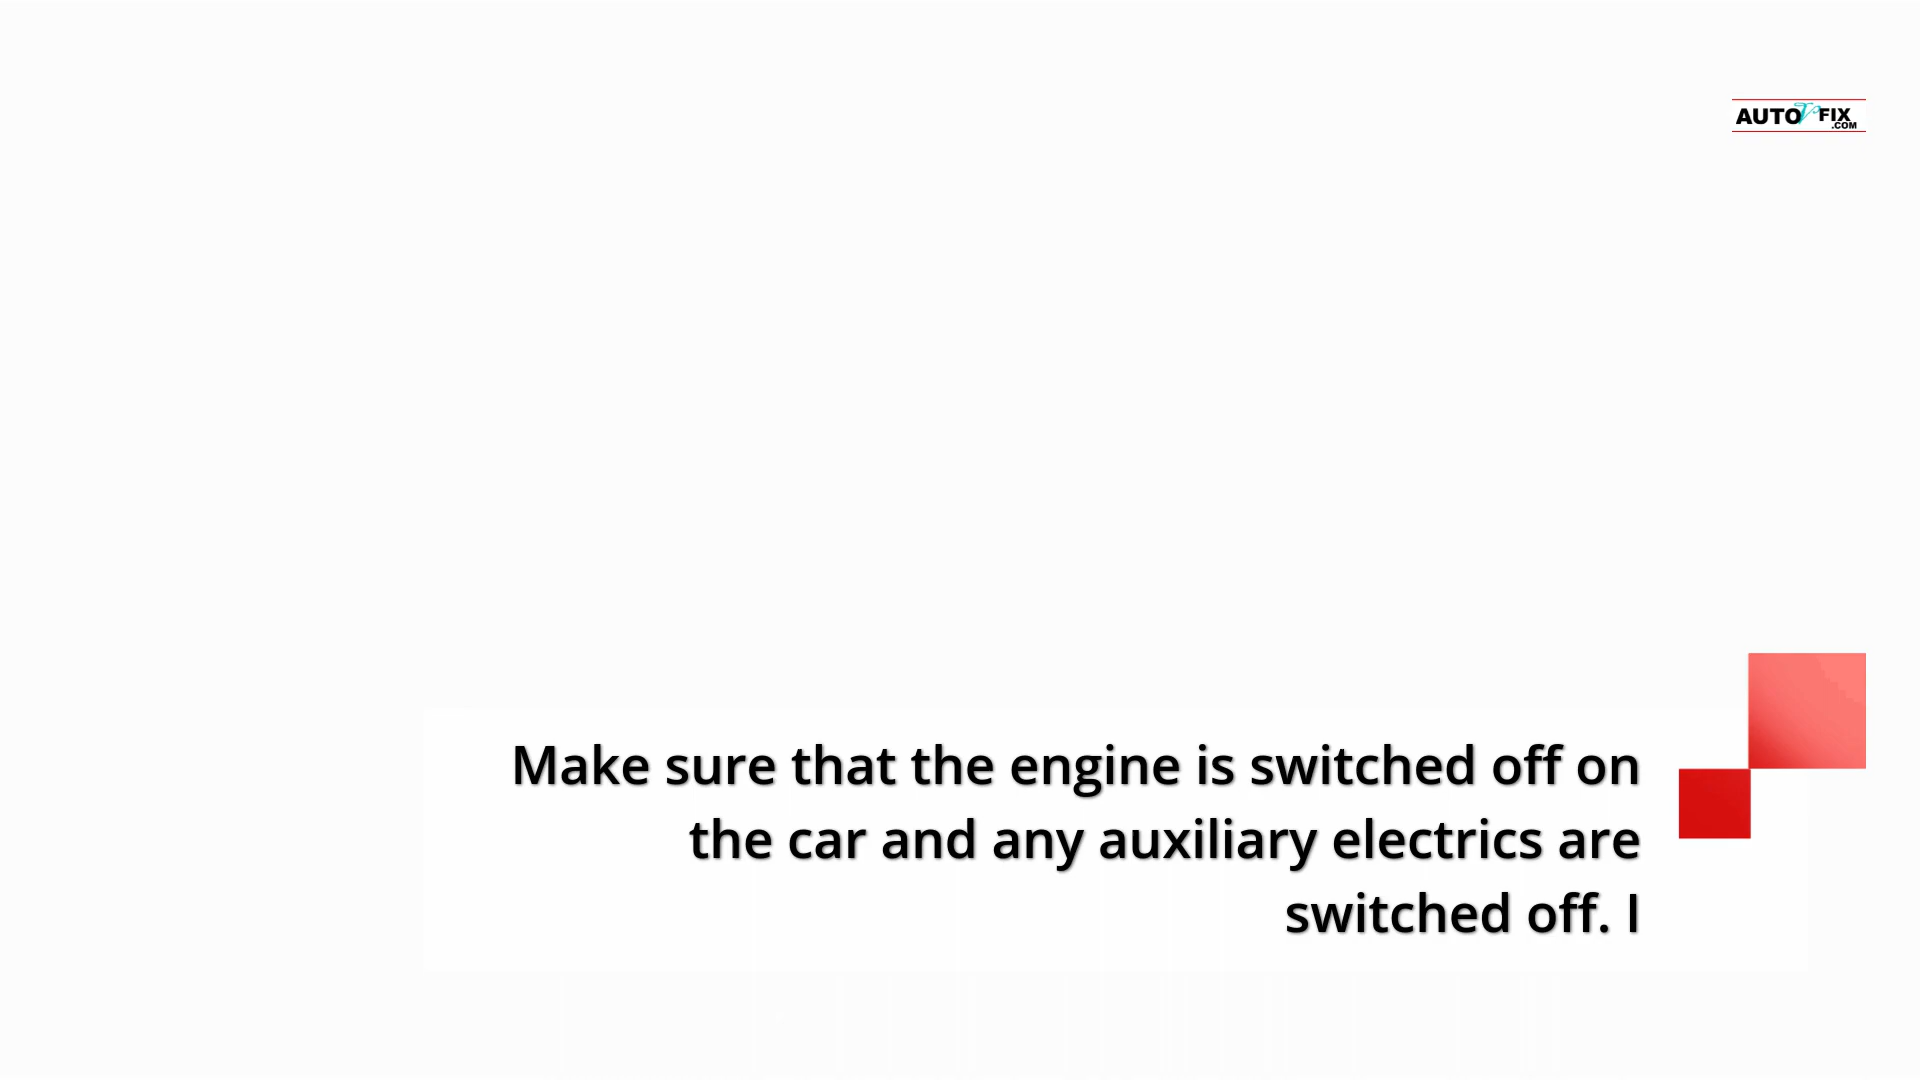 AUTO FIX
.COM
Make sure that the engine is switched off on
the car and any auxiliary electrics are
switched off. I